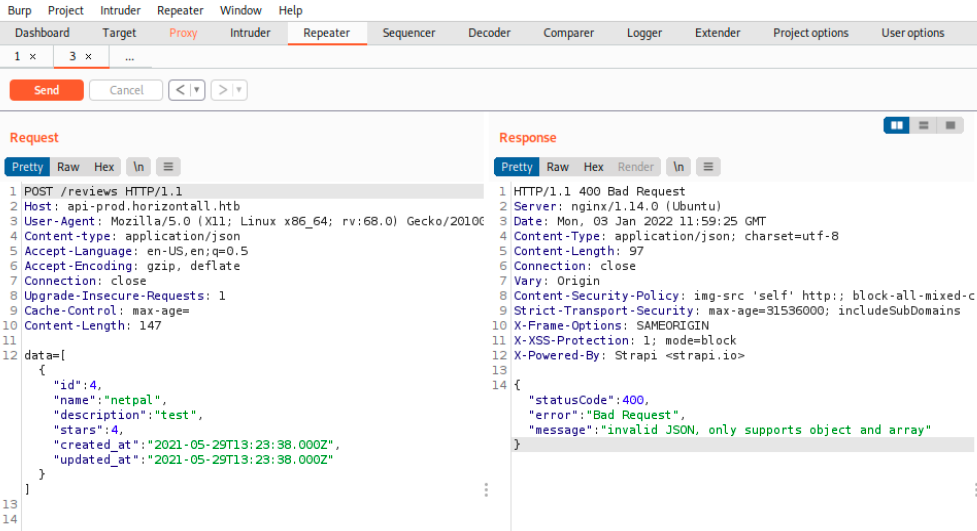 Burp Project Intruder Repeater Window Help
Dashboard Target Proxy Intruder Repeater Sequencer Decoder Comparer Logger Extender Project options User options
1 × 3 × ...
Send Cancel < >
Request
Pretty Raw Hex \n
1 POST /reviews HTTP/1.1
2 Host: api-prod.horizontall.htb
3 User-Agent: Mozilla/5.0 (X11; Linux x86_64; rv:68.0) Gecko/2010
4 Content-type: application/json
5 Accept-Language: en-US,en;q=0.5
6 Accept-Encoding: gzip, deflate
7 Connection: close
8 Upgrade-Insecure-Requests: 1
9 Cache-Control: max-age=
10 Content-Length: 147
11
12 data=[
{
"id":4,
"name":"netpal",
"description":"test",
"stars":4,
"created_at":"2021-05-29T13:23:38.000Z",
"updated_at":"2021-05-29T13:23:38.000Z"
}
]
13
14
Response
Pretty Raw Hex Render \n
1 HTTP/1.1 400 Bad Request
2 Server: nginx/1.14.0 (Ubuntu)
3 Date: Mon, 03 Jan 2022 11:59:25 GMT
4 Content-Type: application/json; charset=utf-8
5 Content-Length: 97
6 Connection: close
7 Vary: Origin
8 Content-Security-Policy: img-src 'self' http:; block-all-mixed-c
9 Strict-Transport-Security: max-age=31536000; includeSubDomains
10 X-Frame-Options: SAMEORIGIN
11 X-XSS-Protection: 1; mode=block
12 X-Powered-By: Strapi <strapi.io>
13
14 {
"statusCode":400,
"error":"Bad Request",
"message":"invalid JSON, only supports object and array"
}